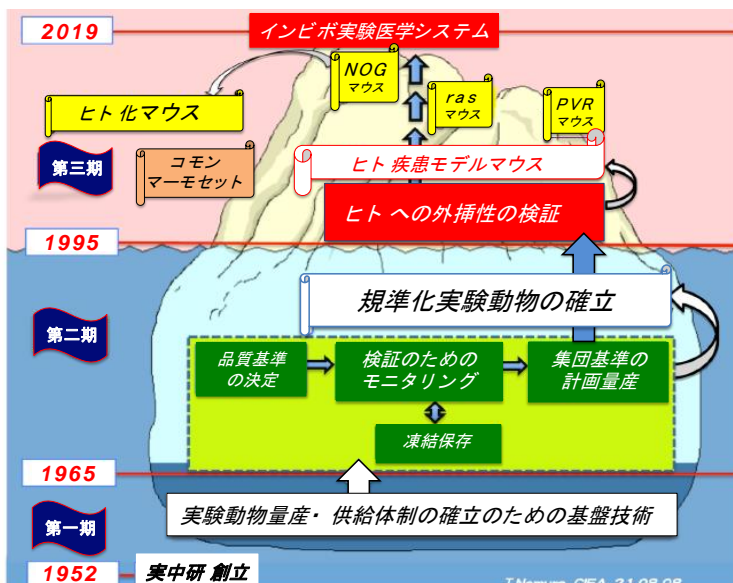 2019
インビボ実験医学システム
NOG
マウス
ras
マウス
PVR
マウス
ヒト化マウス
第三期
コモン
マーモセット
ヒト疾患モデルマウス
ヒトへの外挿性の検証
1995
規準化実験動物の確立
第二期
品質基準
の決定
検証のための
モニタリング
集団基準の
計画量産
凍結保存
1965
実験動物量産・供給体制の確立のための基盤技術
第一期
1952
実中研 創立